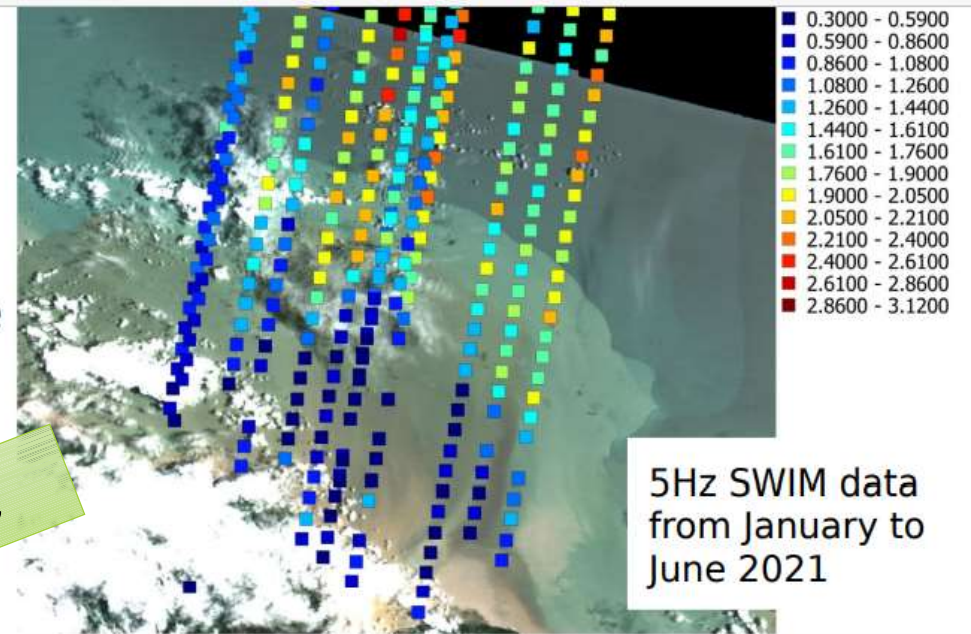 0.3000 - 0.5900
0.5900 - 0.8600
0.8600 - 1.0800
1.0800 - 1.2600
1.2600 - 1.4400
1.4400 - 1.6100
1.6100 - 1.7600
1.7600 - 1.9000
1.9000 - 2.0500
2.0500 - 2.2100
2.2100 - 2.4000
2.4000 - 2.6100
2.6100 - 2.8600
2.8600 - 3.1200
5Hz SWIM data
from January to
June 2021